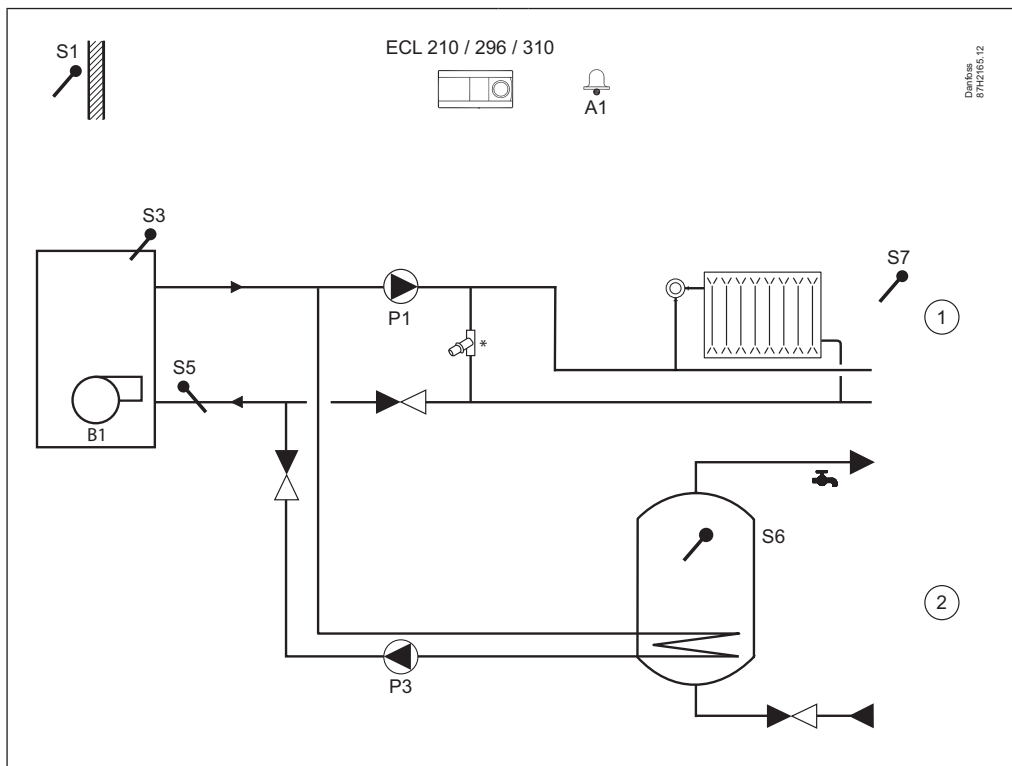 S1
ECL 210 / 296 / 310
A1
Danfoss
87H2165.12
S3
S7
P1
1
*
S5
B1
S6
2
P3